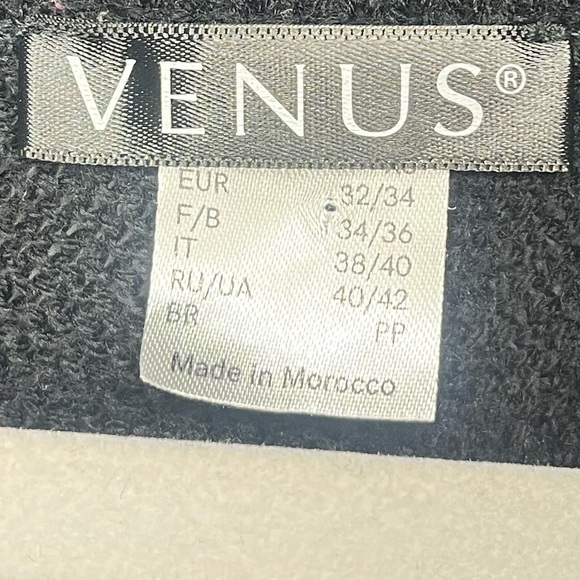 VENUS®
EUR 32/34
F/B 34/36
IT 38/40
RU/UA 40/42
BR PP
Made in Morocco